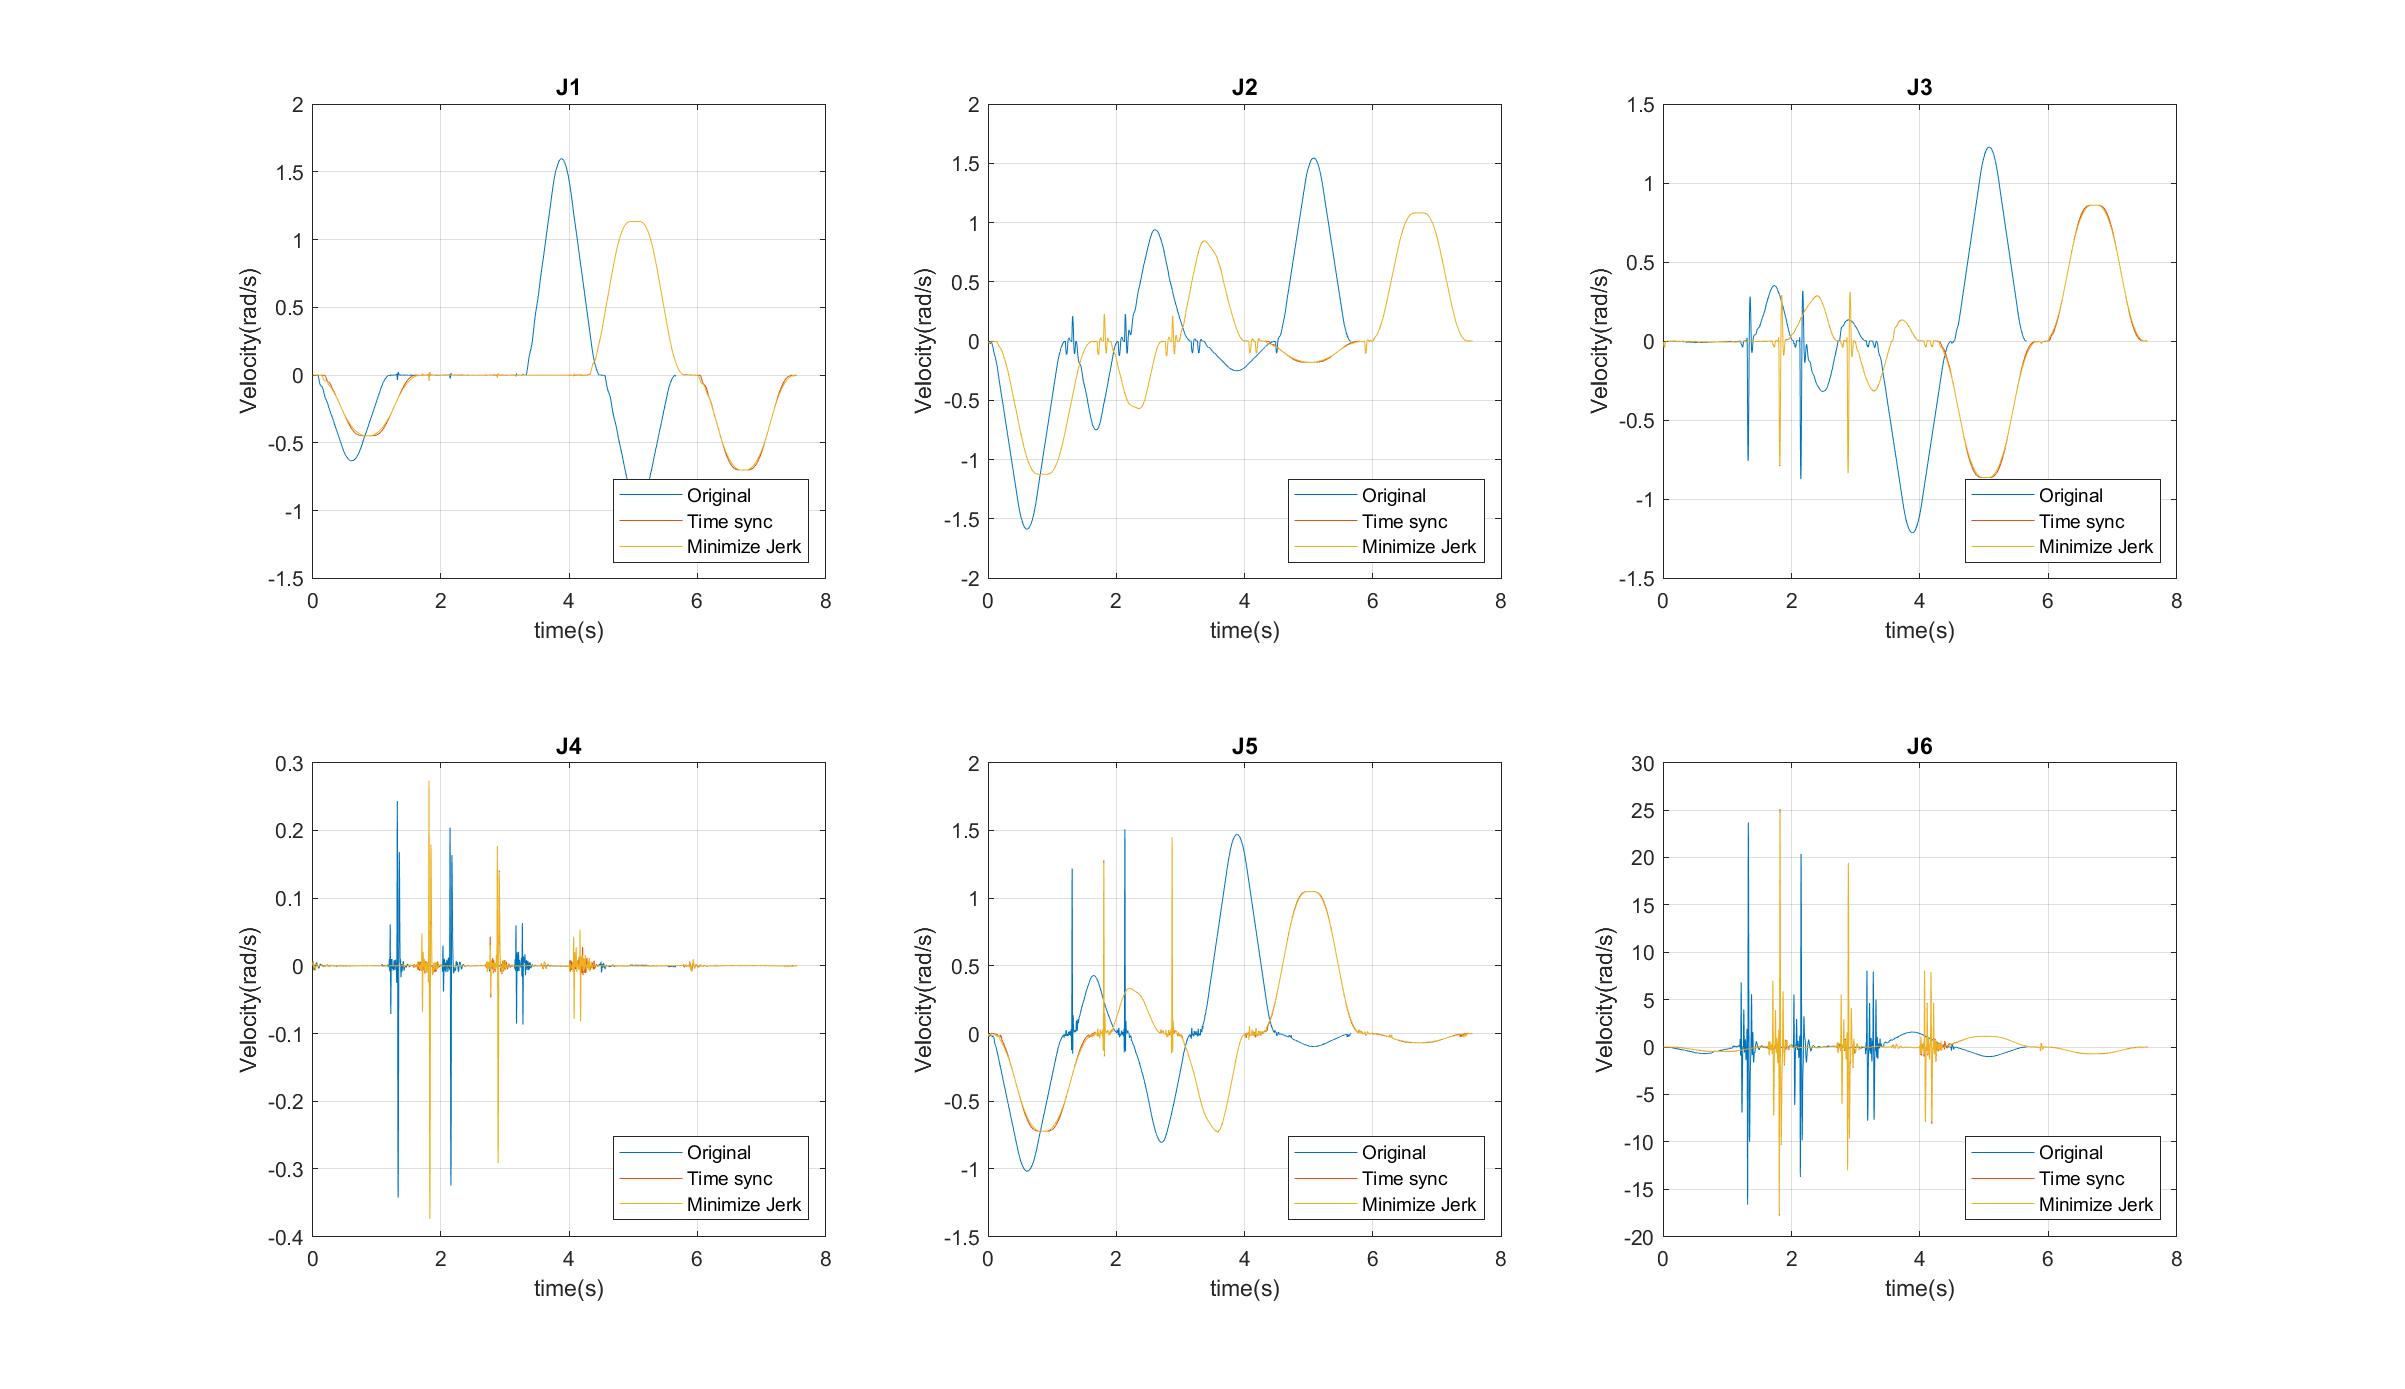 J1
2
1.5
1
0.5
0
-0.5
-1
-1.5
Velocity(rad/s)
0 2 4 6 8
time(s)
Original
Time sync
Minimize Jerk
J2
2
1.5
1
0.5
0
-0.5
-1
-1.5
-2
Velocity(rad/s)
0 2 4 6 8
time(s)
Original
Time sync
Minimize Jerk
J3
1.5
1
0.5
0
-0.5
-1
-1.5
Velocity(rad/s)
0 2 4 6 8
time(s)
Original
Time sync
Minimize Jerk
J4
0.3
0.2
0.1
0
-0.1
-0.2
-0.3
-0.4
Velocity(rad/s)
0 2 4 6 8
time(s)
Original
Time sync
Minimize Jerk
J5
2
1.5
1
0.5
0
-0.5
-1
-1.5
Velocity(rad/s)
0 2 4 6 8
time(s)
Original
Time sync
Minimize Jerk
J6
30
25
20
15
10
5
0
-5
-10
-15
-20
Velocity(rad/s)
0 2 4 6 8
time(s)
Original
Time sync
Minimize Jerk